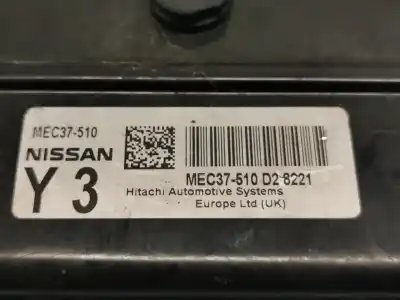 MEC37-510
NISSAN
Y 3
MEC37-510 D2 8221
Hitachi Automotive Systems
Europe Ltd (UK)